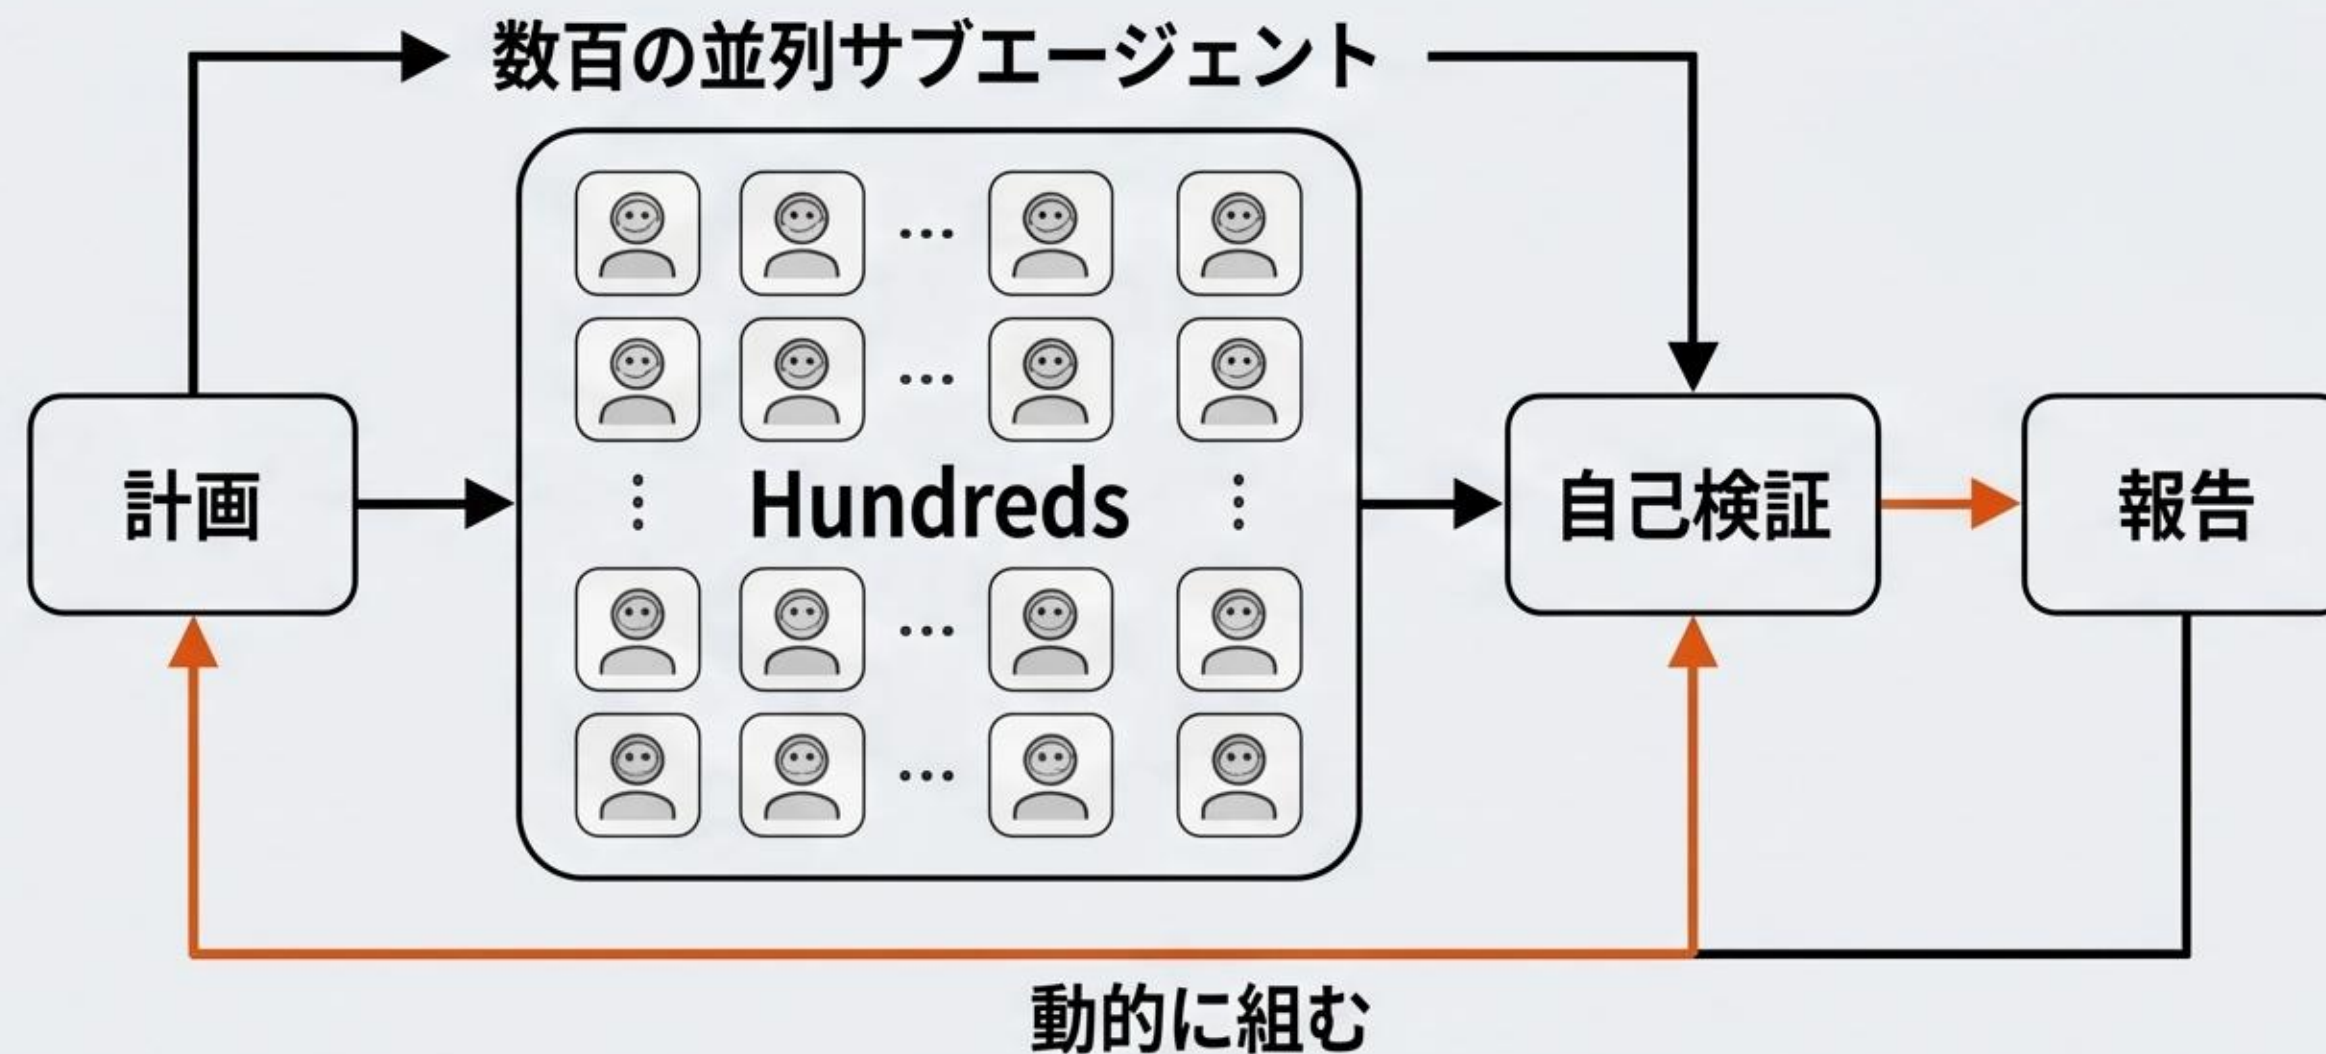 数百の並列サブエージェント
計画
Hundreds
自己検証
報告
動的に組む